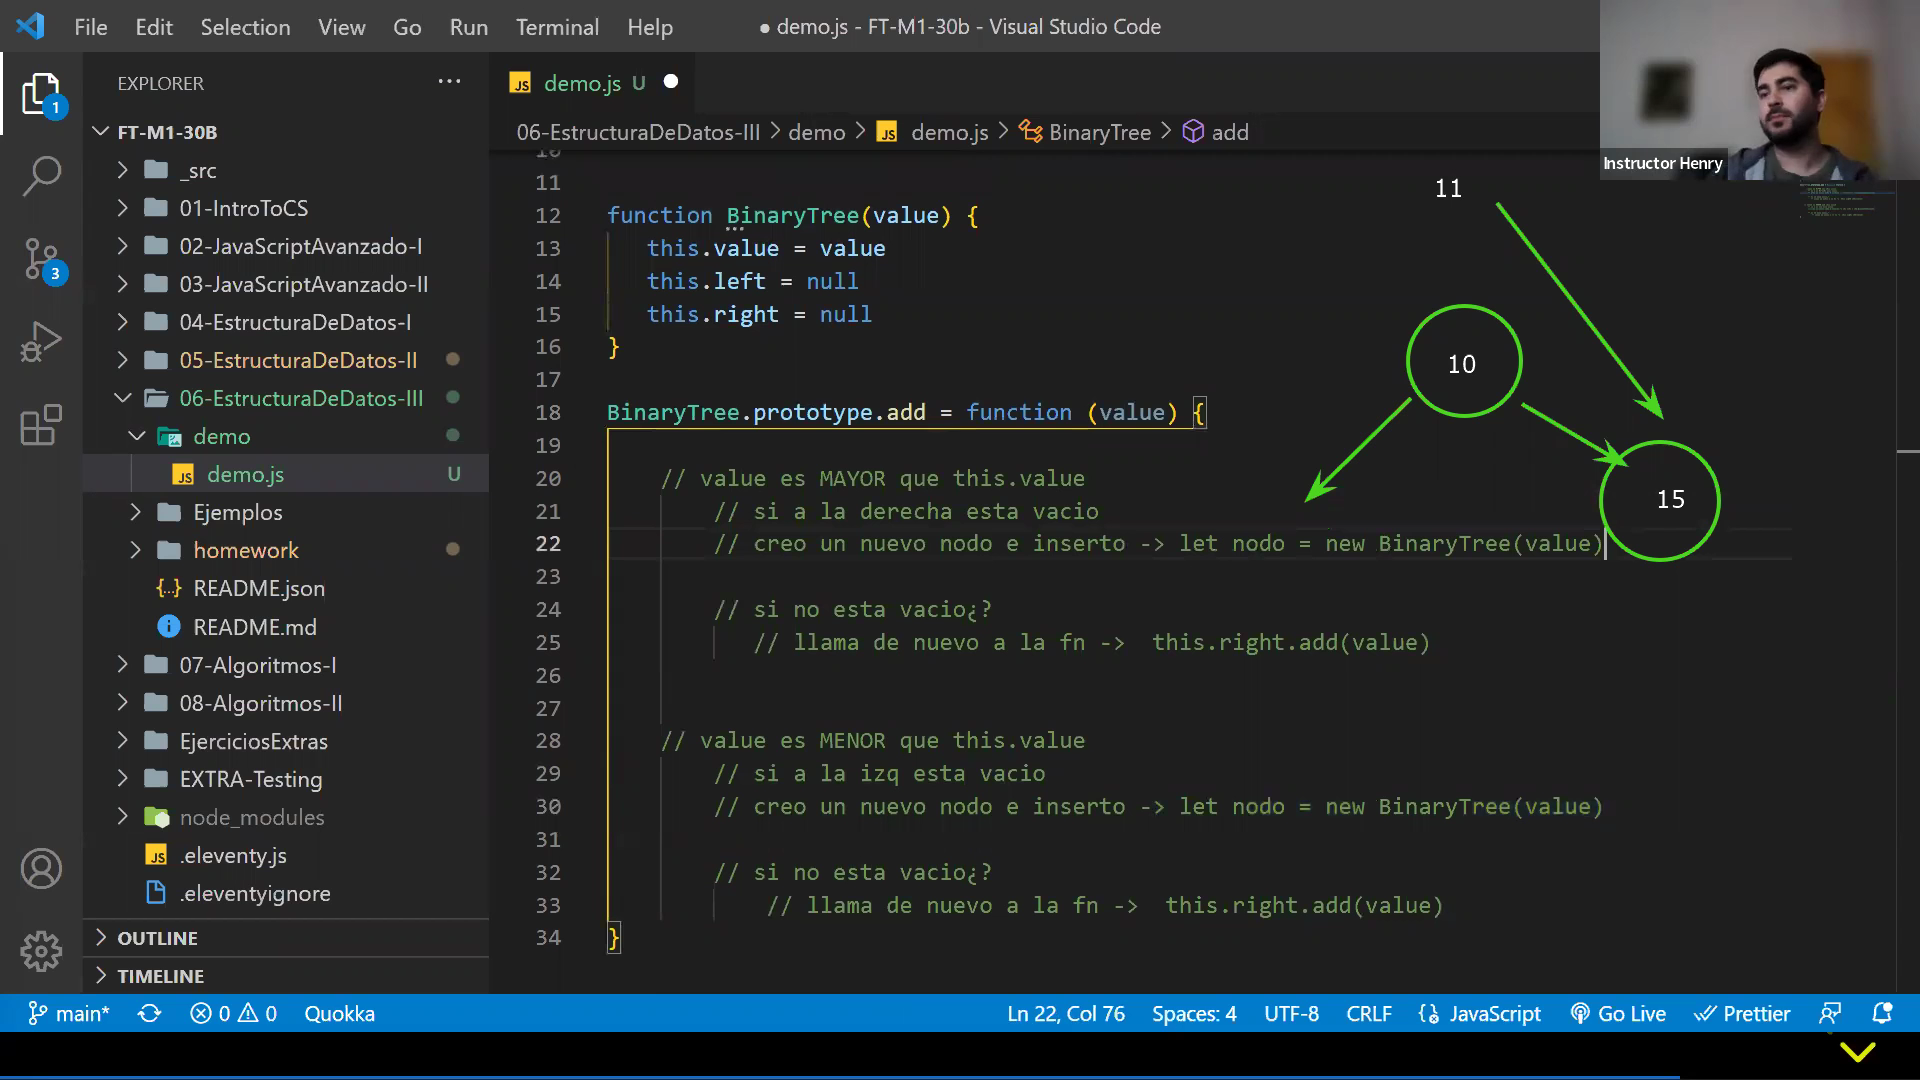 File Edit Selection View Go Run Terminal Help ● demo.js - FT-M1-30b - Visual Studio Code
EXPLORER ···
JS demo.js U
Instructor Henry
1
FT-M1-30B
06-EstructuraDeDatos-III > demo > JS demo.js > BinaryTree > add
_src
01-IntroToCS
02-JavaScriptAvanzado-I
3
03-JavaScriptAvanzado-II
04-EstructuraDeDatos-I
05-EstructuraDeDatos-II
06-EstructuraDeDatos-III
demo
JS demo.js U
Ejemplos
homework
{..} README.json
README.md
07-Algoritmos-I
08-Algoritmos-II
EjerciciosExtras
EXTRA-Testing
node_modules
JS .eleventy.js
.eleventyignore
OUTLINE
TIMELINE
10
11
12 function BinaryTree(value) {
13 this.value = value
14 this.left = null
15 this.right = null
16 }
17
18 BinaryTree.prototype.add = function (value) {
19
20 // value es MAYOR que this.value
21 // si a la derecha esta vacio
22 // creo un nuevo nodo e inserto -> let nodo = new BinaryTree(value)
23
24 // si no esta vacio¿?
25 // llama de nuevo a la fn -> this.right.add(value)
26
27
28 // value es MENOR que this.value
29 // si a la izq esta vacio
30 // creo un nuevo nodo e inserto -> let nodo = new BinaryTree(value)
31
32 // si no esta vacio¿?
33 // llama de nuevo a la fn -> this.right.add(value)
34 }
11
10
15
main* 0 0 Quokka Ln 22, Col 76 Spaces: 4 UTF-8 CRLF JavaScript Go Live Prettier